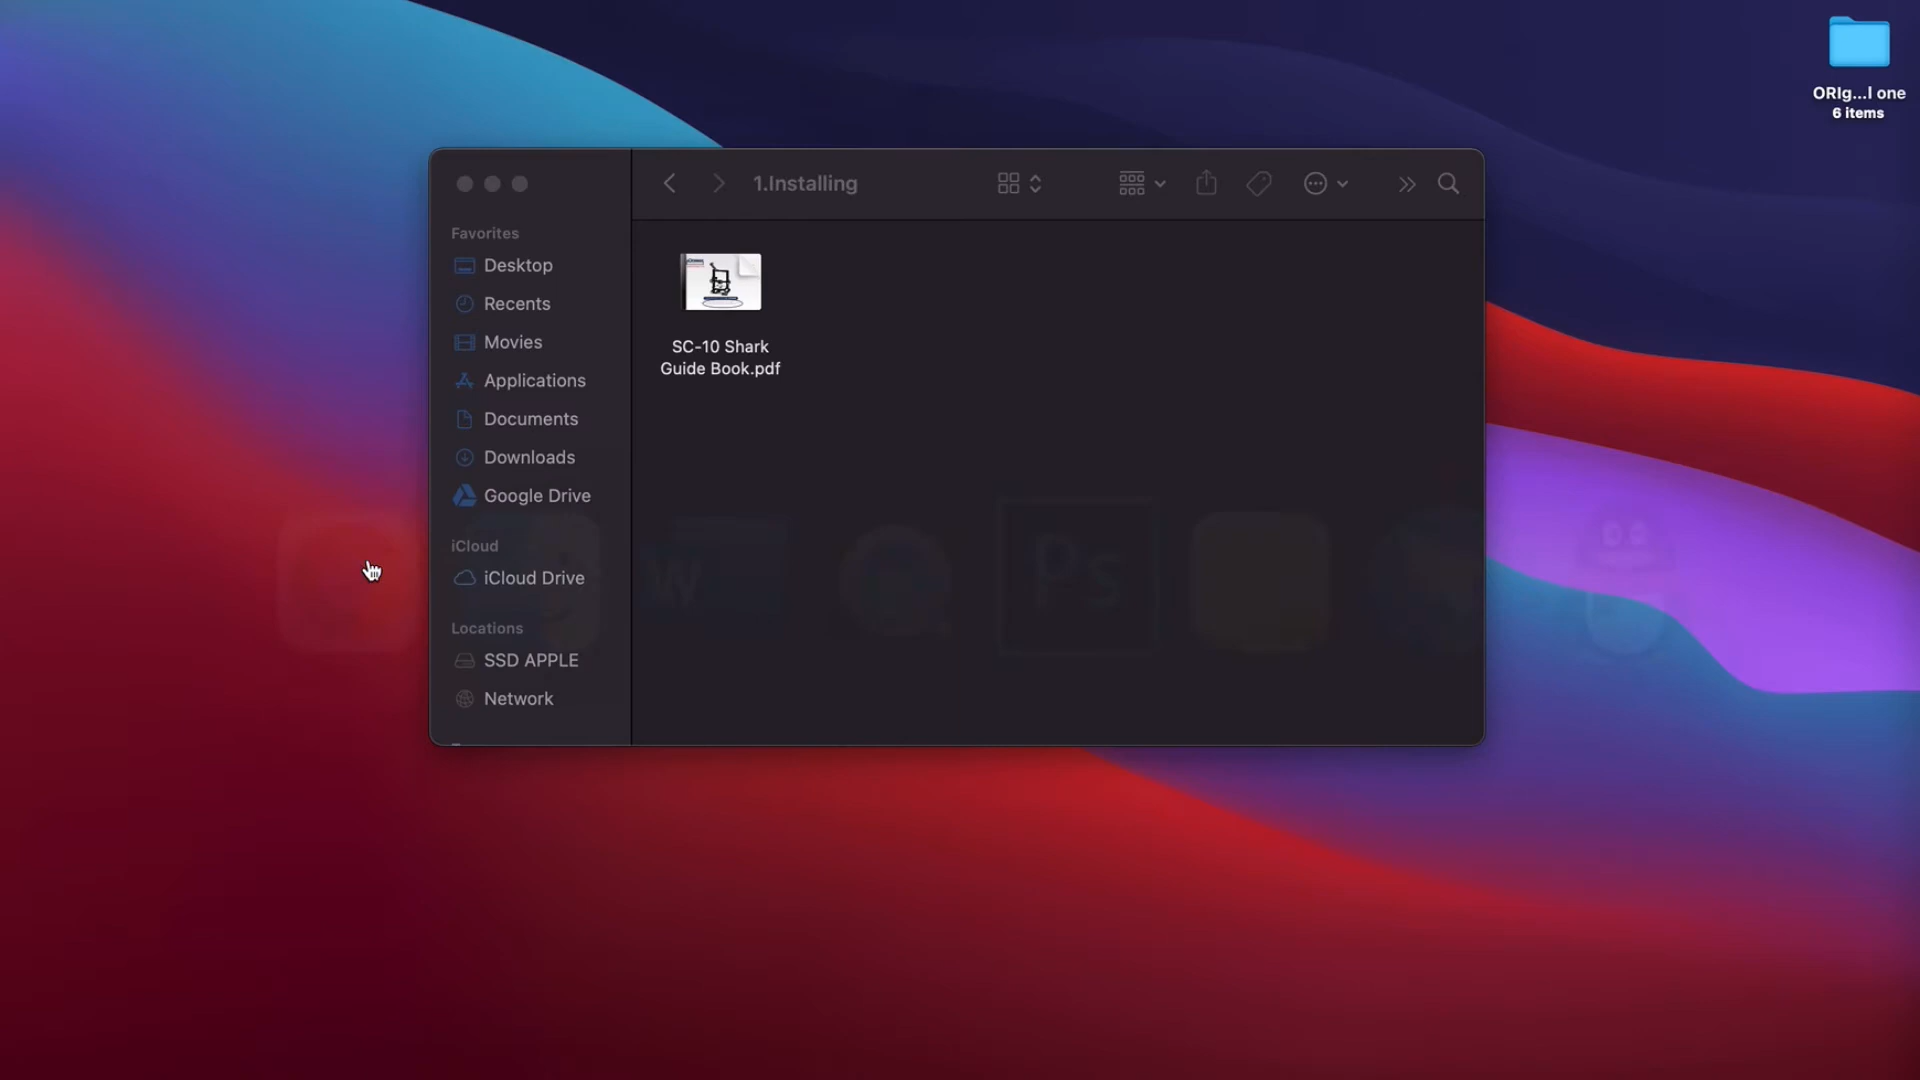 ORIg...l one
6 items
1.Installing
Favorites
Desktop
Recents
Movies
Applications
Documents
Downloads
Google Drive
iCloud
iCloud Drive
Locations
SSD APPLE
Network
SC-10 Shark
Guide Book.pdf
W
Ps